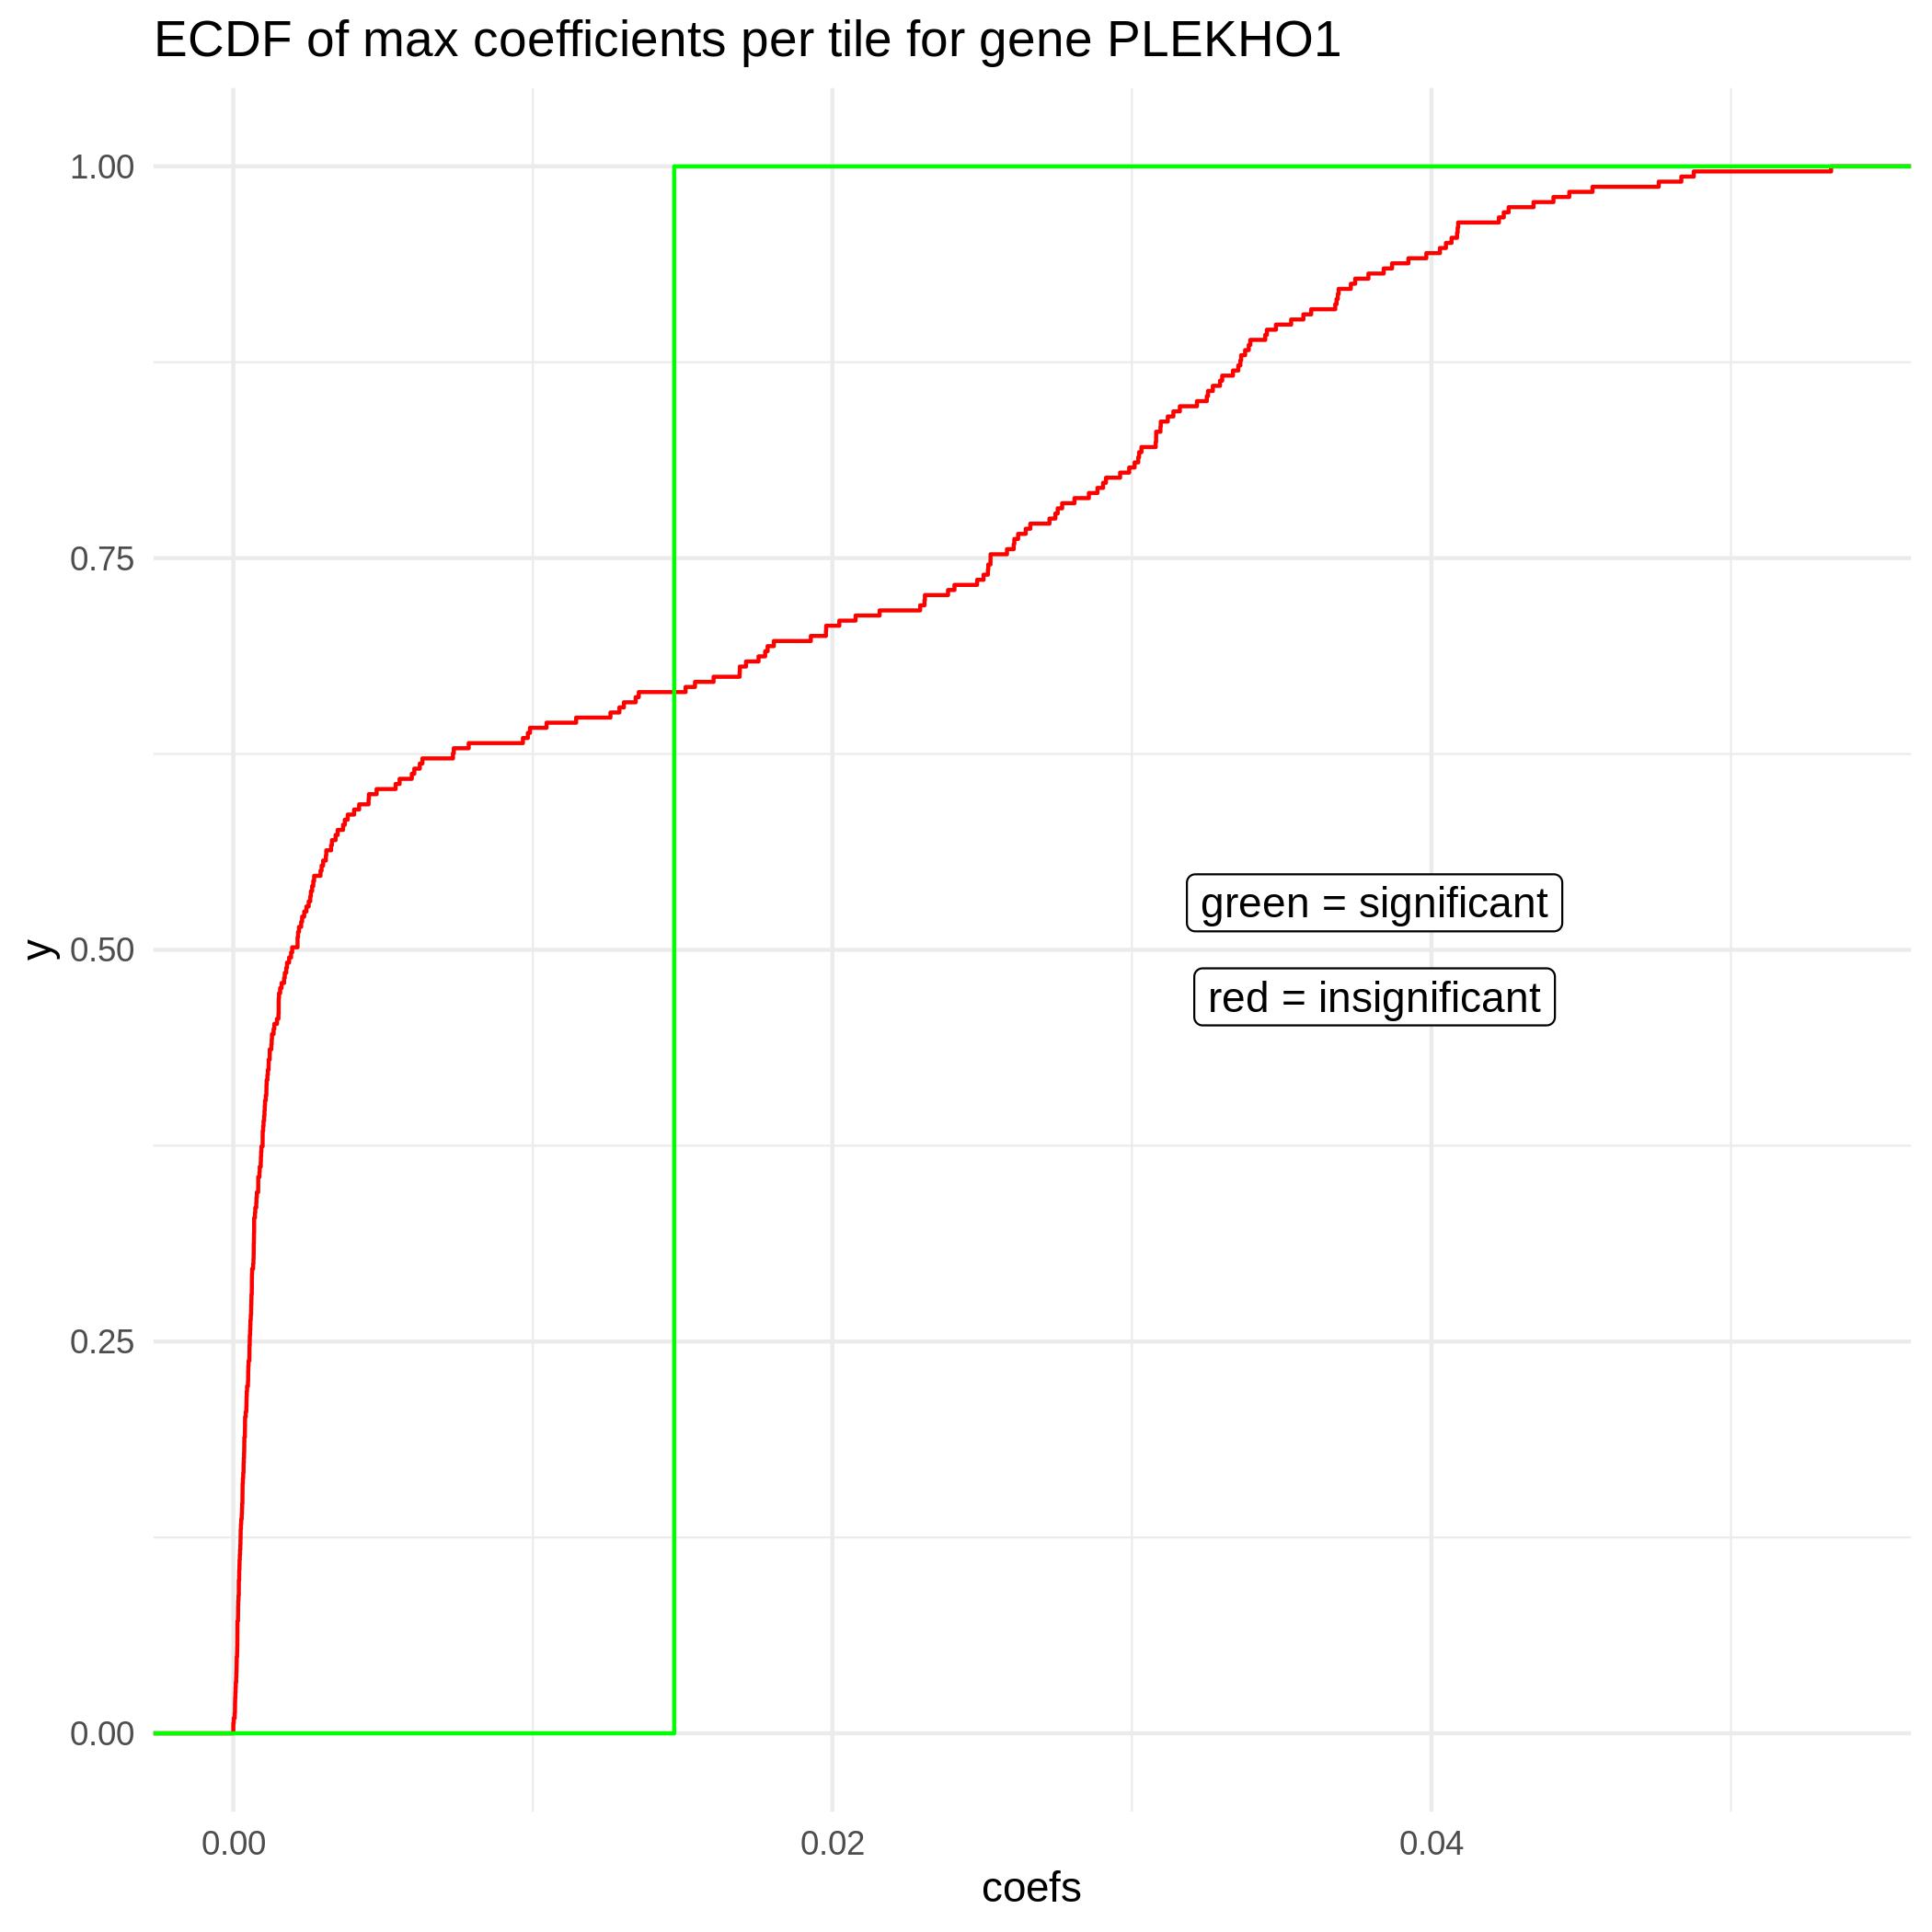 ECDF of max coefficients per tile for gene PLEKHO1
1.00
0.75
0.50
0.25
0.00
y
green = significant
red = insignificant
0.00 0.02 0.04
coefs